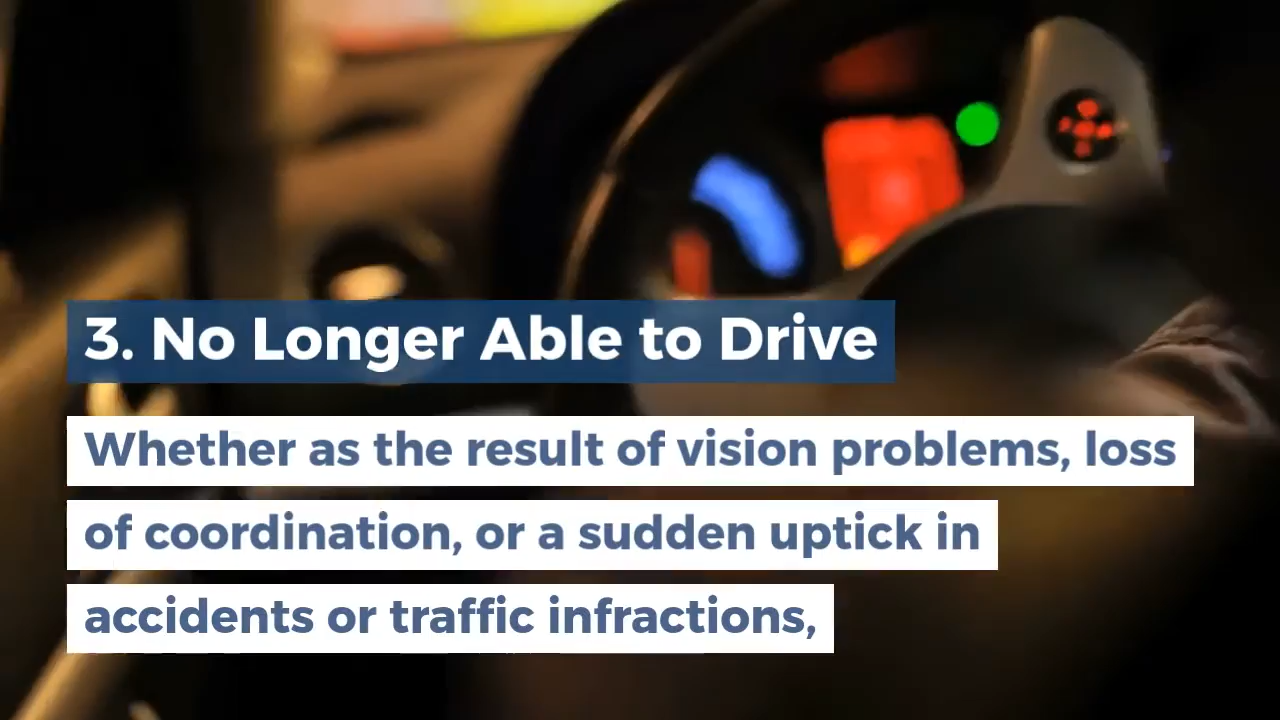 3. No Longer Able to Drive
Whether as the result of vision problems, loss
of coordination, or a sudden uptick in
accidents or traffic infractions,